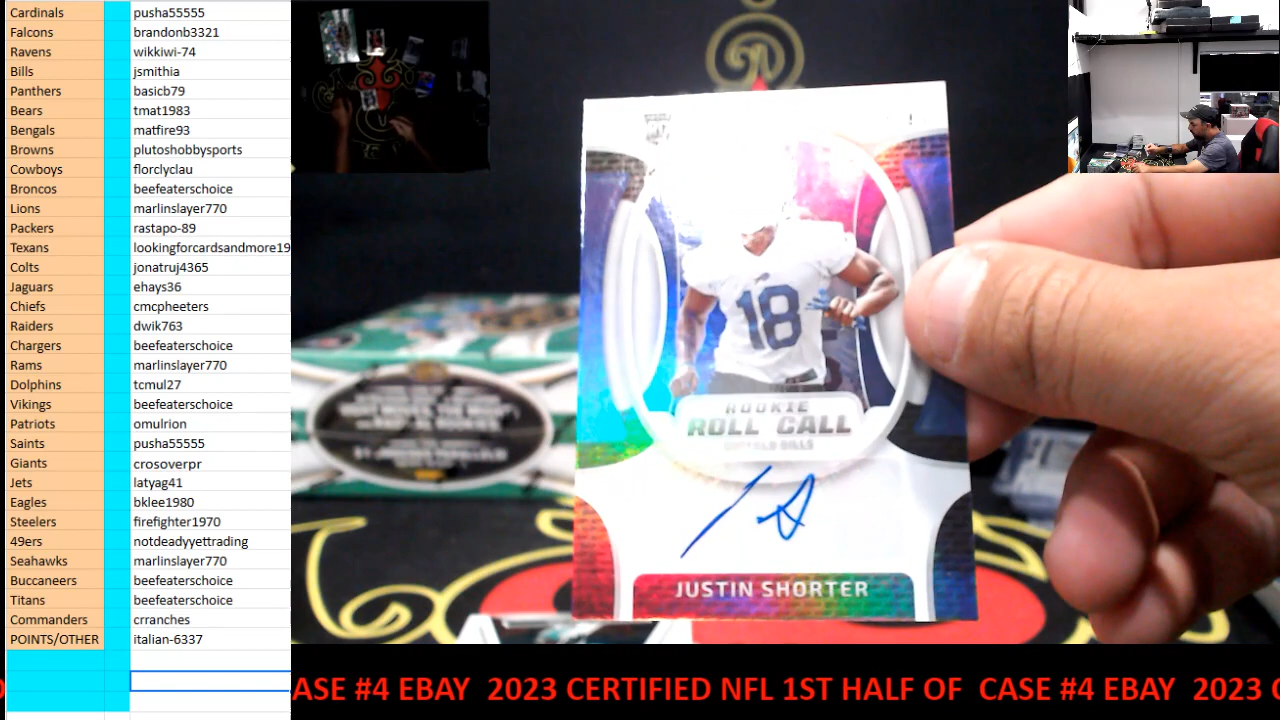 Cardinals pusha55555
Falcons brandonb3321
Ravens wikkiwi-74
Bills jsmithia
Panthers basicb79
Bears tmat1983
Bengals matfire93
Browns plutoshobbysports
Cowboys florclyclau
Broncos beefeaterschoice
Lions marlinslayer770
Packers rastapo-89
Texans lookingforcardsandmore19
Colts jonatruj4365
Jaguars ehays36
Chiefs cmcpheeters
Raiders dwik763
Chargers beefeaterschoice
Rams marlinslayer770
Dolphins tcmul27
Vikings beefeaterschoice
Patriots omulrion
Saints pusha55555
Giants crosoverpr
Jets latyag41
Eagles bklee1980
Steelers firefighter1970
49ers notdeadyyettrading
Seahawks marlinslayer770
Buccaneers beefeaterschoice
Titans beefeaterschoice
Commanders crranches
POINTS/OTHER italian-6337
18
ROOKIE
ROLL CALL
BUFFALO BILLS
JUSTIN SHORTER
ASE #4 EBAY 2023 CERTIFIED NFL 1ST HALF OF CASE #4 EBAY 2023